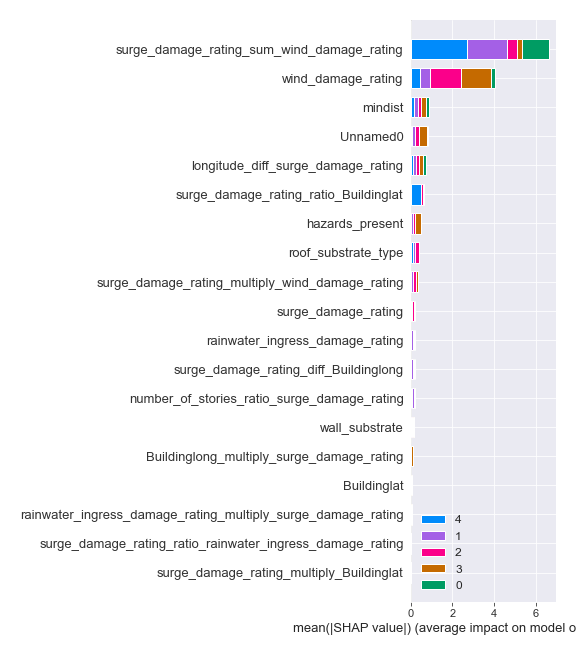 surge_damage_rating_sum_wind_damage_rating
wind_damage_rating
mindist
Unnamed0
longitude_diff_surge_damage_rating
surge_damage_rating_ratio_Buildinglat
hazards_present
roof_substrate_type
surge_damage_rating_multiply_wind_damage_rating
surge_damage_rating
rainwater_ingress_damage_rating
surge_damage_rating_diff_Buildinglong
number_of_stories_ratio_surge_damage_rating
wall_substrate
Buildinglong_multiply_surge_damage_rating
Buildinglat
rainwater_ingress_damage_rating_multiply_surge_damage_rating
surge_damage_rating_ratio_rainwater_ingress_damage_rating
surge_damage_rating_multiply_Buildinglat
4
1
2
3
0
0 2 4 6
mean(|SHAP value|) (average impact on model o